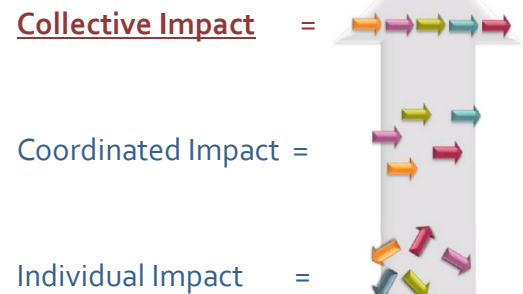 Collective Impact =
Coordinated Impact =
Individual Impact =